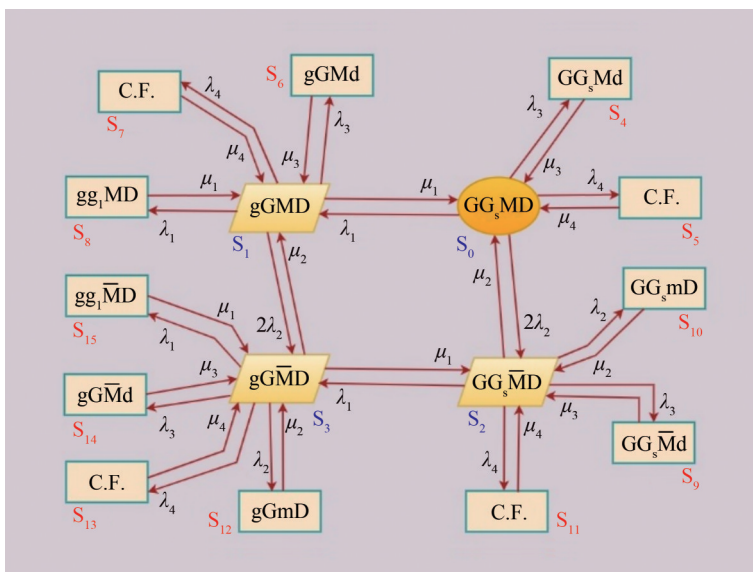 C.F.
S₇
λ₄
μ₄
S₆
gGMd
μ₃
λ₃
GGₛMd
S₄
λ₃
μ₃
gg₁MD
S₈
μ₁
λ₁
gGMD
S₁
μ₁
λ₁
GGₛMD
S₀
λ₄
μ₄
C.F.
S₅
2λ₂
μ₂
μ₂
2λ₂
gg₁M̅D
S₁₅
μ₁
λ₁
GGₛmD
S₁₀
λ₂
μ₂
gGM̅d
S₁₄
μ₃
λ₃
gGM̅D
S₃
μ₁
λ₁
GGₛM̅D
S₂
λ₃
μ₃
GGₛM̅d
S₉
C.F.
S₁₃
μ₄
λ₄
λ₂
μ₂
S₁₂
gGmD
λ₄
μ₄
C.F.
S₁₁